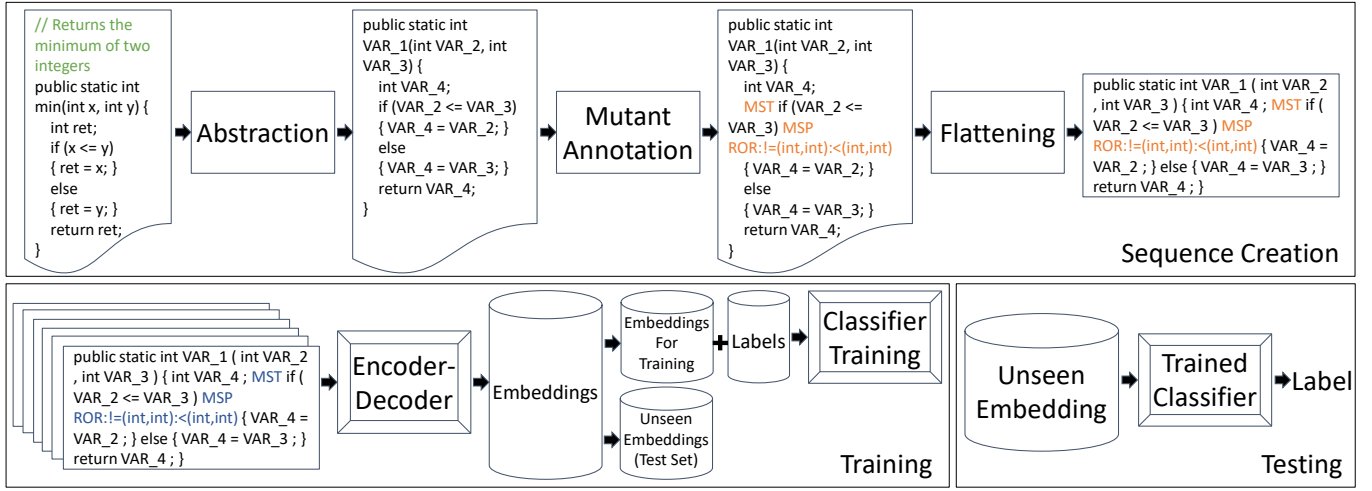 // Returns the
minimum of two
integers
public static int
min(int x, int y) {
int ret;
if (x <= y)
{ ret = x; }
else
{ ret = y; }
return ret;
}
Abstraction
public static int
VAR_1(int VAR_2, int
VAR_3) {
int VAR_4;
if (VAR_2 <= VAR_3)
{ VAR_4 = VAR_2; }
else
{ VAR_4 = VAR_3; }
return VAR_4;
}
Mutant
Annotation
public static int
VAR_1(int VAR_2, int
VAR_3) {
int VAR_4;
MST if (VAR_2 <=
VAR_3) MSP
ROR:!=(int,int):<(int,int)
{ VAR_4 = VAR_2; }
else
{ VAR_4 = VAR_3; }
return VAR_4;
}
Flattening
public static int VAR_1 ( int VAR_2
, int VAR_3 ) { int VAR_4 ; MST if (
VAR_2 <= VAR_3 ) MSP
ROR:!=(int,int):<(int,int) { VAR_4 =
VAR_2 ; } else { VAR_4 = VAR_3 ; }
return VAR_4 ; }
Sequence Creation
public static int VAR_1 ( int VAR_2
, int VAR_3 ) { int VAR_4 ; MST if (
VAR_2 <= VAR_3 ) MSP
ROR:!=(int,int):<(int,int) { VAR_4 =
VAR_2 ; } else { VAR_4 = VAR_3 ; }
return VAR_4 ; }
Encoder-
Decoder
Embeddings
Embeddings
For
Training
+
Labels
Classifier
Training
Unseen
Embeddings
(Test Set)
Training
Unseen
Embedding
Trained
Classifier
Label
Testing